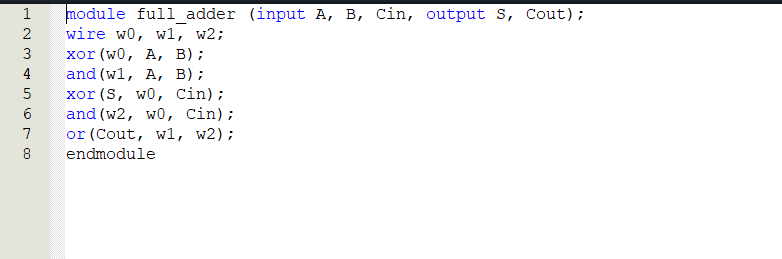 1 module full_adder (input A, B, Cin, output S, Cout);
2 wire w0, w1, w2;
3 xor(w0, A, B);
4 and(w1, A, B);
5 xor(S, w0, Cin);
6 and(w2, w0, Cin);
7 or(Cout, w1, w2);
8 endmodule